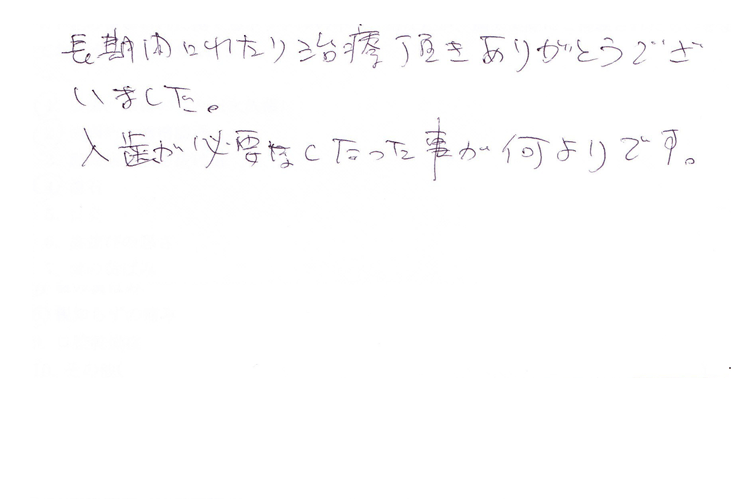 長期間にわたり治療頂きありがとうござ
いました。
入歯が必要なくなった事が何よりです。